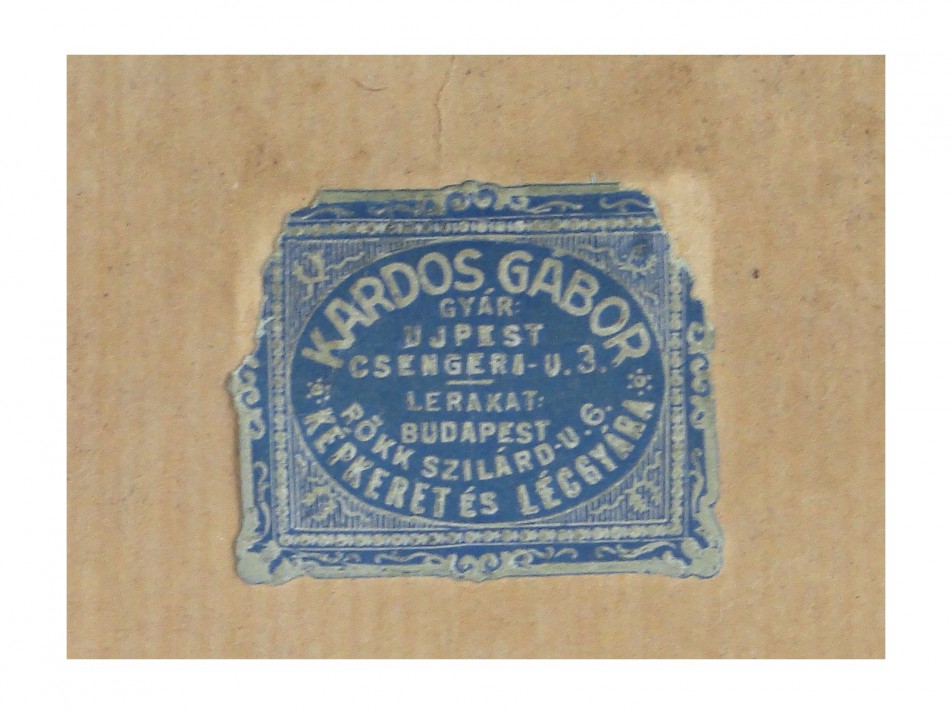 KARDOS GÁBOR
GYÁR:
UJPEST
CSENGERI-U.3.
LERAKAT:
BUDAPEST
RÖKK SZILÁRD-U.6.
KÉPKERET ÉS LÉCGYÁRA